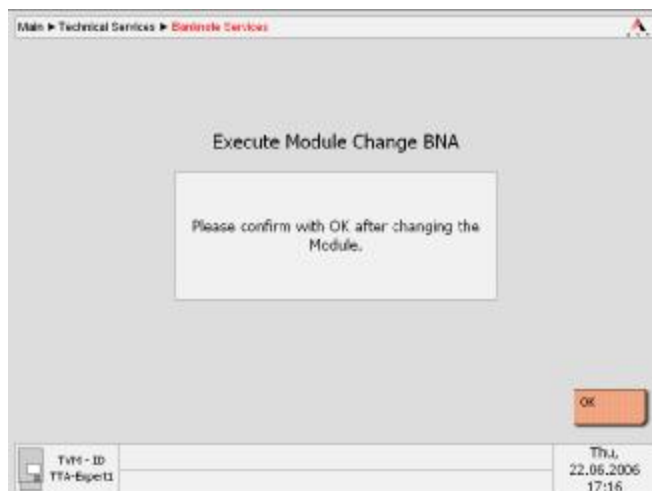 Main ▶ Technical Services ▶ Banknote Services
Execute Module Change BNA
Please confirm with OK after changing the
Module.
OK
TVM - ID
TTA-Expert1
Thu,
22.06.2006
17:16